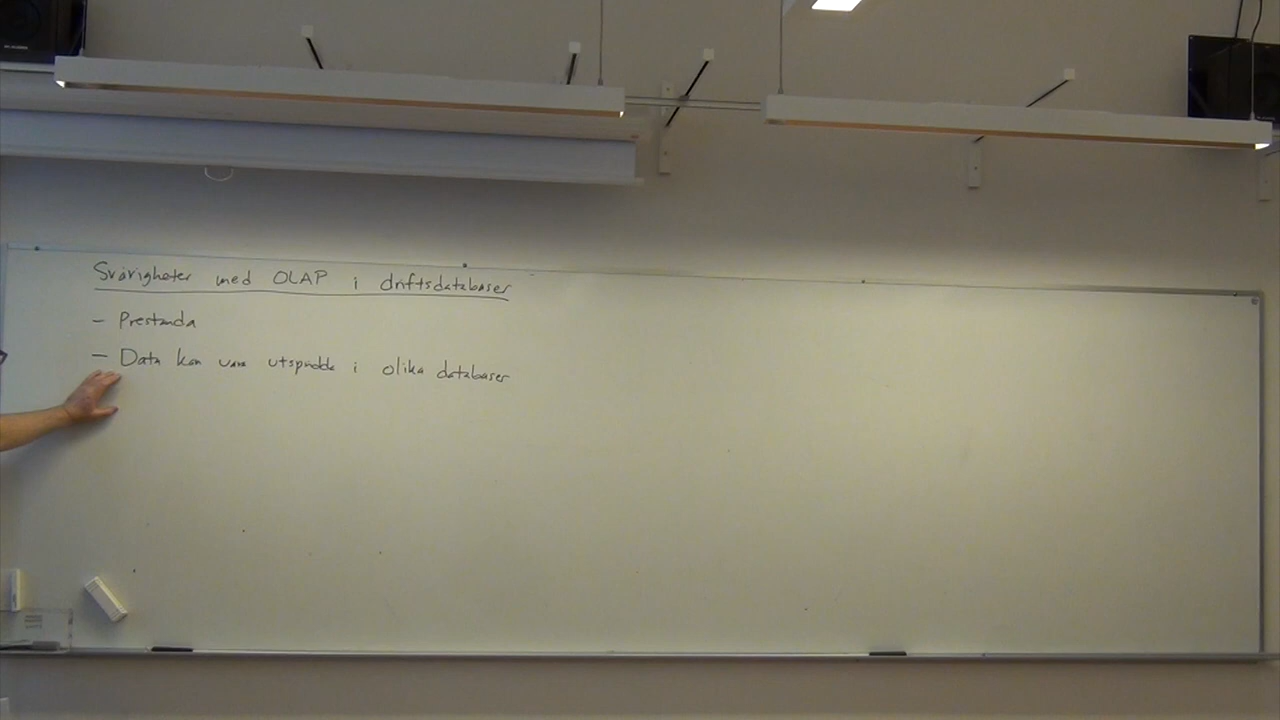 Svårigheter med OLAP i driftsdatabaser
- Prestanda
- Data kan vara utspridda i olika databaser